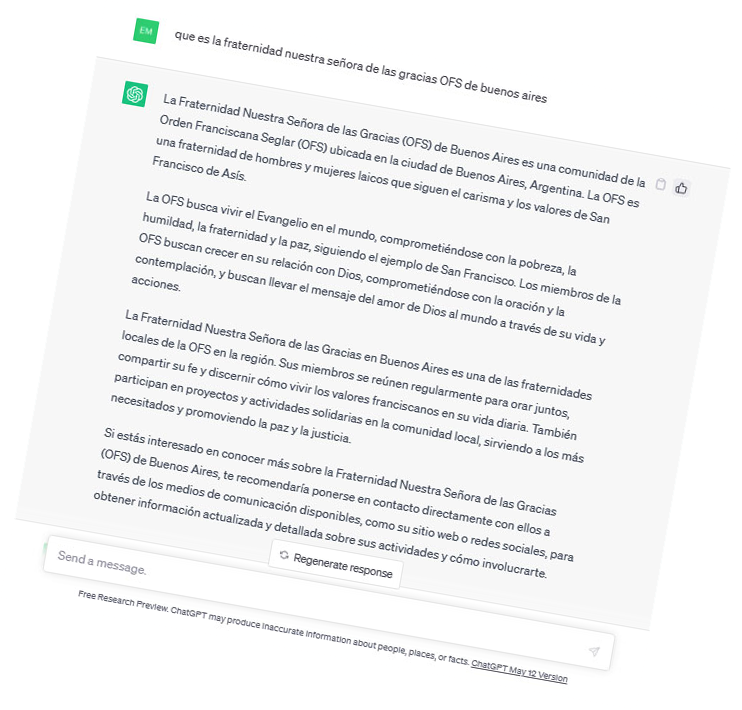 EM
que es la fraternidad nuestra señora de las gracias OFS de buenos aires
La Fraternidad Nuestra Señora de las Gracias (OFS) de Buenos Aires es una comunidad de la
Orden Franciscana Seglar (OFS) ubicada en la ciudad de Buenos Aires, Argentina. La OFS es
una fraternidad de hombres y mujeres laicos que siguen el carisma y los valores de San
Francisco de Asís.
La OFS busca vivir el Evangelio en el mundo, comprometiéndose con la pobreza, la
humildad, la fraternidad y la paz, siguiendo el ejemplo de San Francisco. Los miembros de la
OFS buscan crecer en su relación con Dios, comprometiéndose con la oración y la
contemplación, y buscan llevar el mensaje del amor de Dios al mundo a través de su vida y
acciones.
La Fraternidad Nuestra Señora de las Gracias en Buenos Aires es una de las fraternidades
locales de la OFS en la región. Sus miembros se reúnen regularmente para orar juntos,
compartir su fe y discernir cómo vivir los valores franciscanos en su vida diaria. También
participan en proyectos y actividades solidarias en la comunidad local, sirviendo a los más
necesitados y promoviendo la paz y la justicia.
Si estás interesado en conocer más sobre la Fraternidad Nuestra Señora de las Gracias
(OFS) de Buenos Aires, te recomendaría ponerse en contacto directamente con ellos a
través de los medios de comunicación disponibles, como su sitio web o redes sociales, para
obtener información actualizada y detallada sobre sus actividades y cómo involucrarte.
Regenerate response
Send a message.
Free Research Preview. ChatGPT may produce inaccurate information about people, places, or facts. ChatGPT May 12 Version